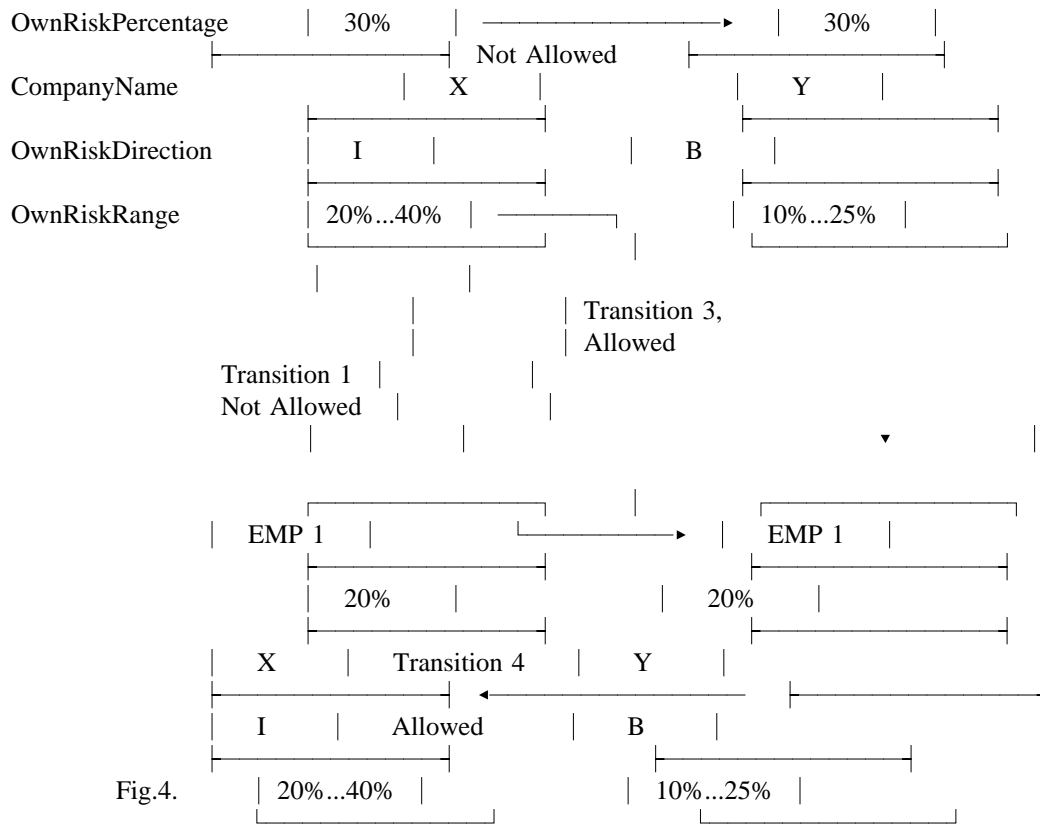 OwnRiskPercentage 30% 30%
Not Allowed
CompanyName X Y
OwnRiskDirection I B
OwnRiskRange 20%...40% 10%...25%
Transition 3,
Allowed
Transition 1
Not Allowed
EMP 1 EMP 1
20% 20%
X Transition 4 Y
I Allowed B
Fig.4. 20%...40% 10%...25%